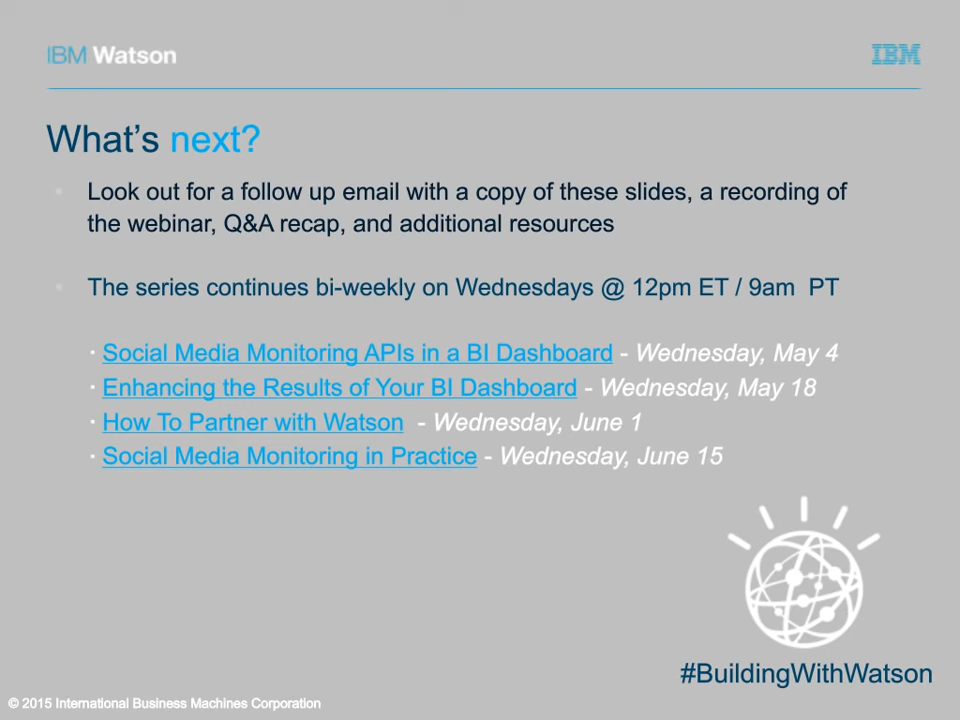 IBM Watson
IBM
What's next?
• Look out for a follow up email with a copy of these slides, a recording of
the webinar, Q&A recap, and additional resources
• The series continues bi-weekly on Wednesdays @ 12pm ET / 9am  PT
· Social Media Monitoring APIs in a BI Dashboard - Wednesday, May 4
· Enhancing the Results of Your BI Dashboard - Wednesday, May 18
· How To Partner with Watson  - Wednesday, June 1
· Social Media Monitoring in Practice - Wednesday, June 15
#BuildingWithWatson
© 2015 International Business Machines Corporation